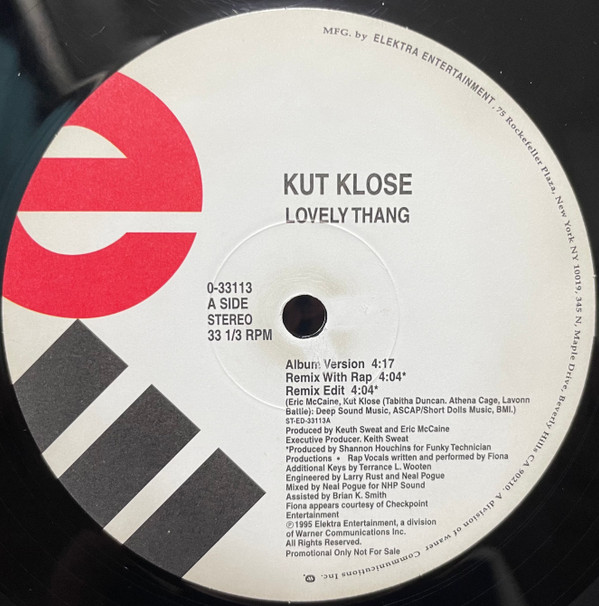 MFG. by ELEKTRA ENTERTAINMENT, 75 Rockefeller Plaza, New York NY 10019, 345 N, Maple Drive, Beverly Hills CA 90210. A division of waner Communications Inc.
KUT KLOSE
LOVELY THANG
0-33113
A SIDE
STEREO
33 1/3 RPM
Album Version 4:17
Remix With Rap 4:04*
Remix Edit 4:04*
(Eric McCaine, Kut Klose (Tabitha Duncan. Athena Cage, Lavonn
Battle): Deep Sound Music, ASCAP/Short Dolls Music, BMI.)
ST-ED-33113A
Produced by Keuth Sweat and Eric McCaine
Executive Producer. Keith Sweat
*Produced by Shannon Houchins for Funky Technician
Productions • Rap Vocals written and performed by Fiona
Additional Keys by Terrance L. Wooten
Engineered by Larry Rust and Neal Pogue
Mixed by Neal Pogue for NHP Sound
Assisted by Brian K. Smith
Fiona appears courtesy of Checkpoint
Entertainment
℗1995 Elektra Entertainment, a division
of Warner Communications Inc.
All Rights Reserved.
Promotional Only Not For Sale